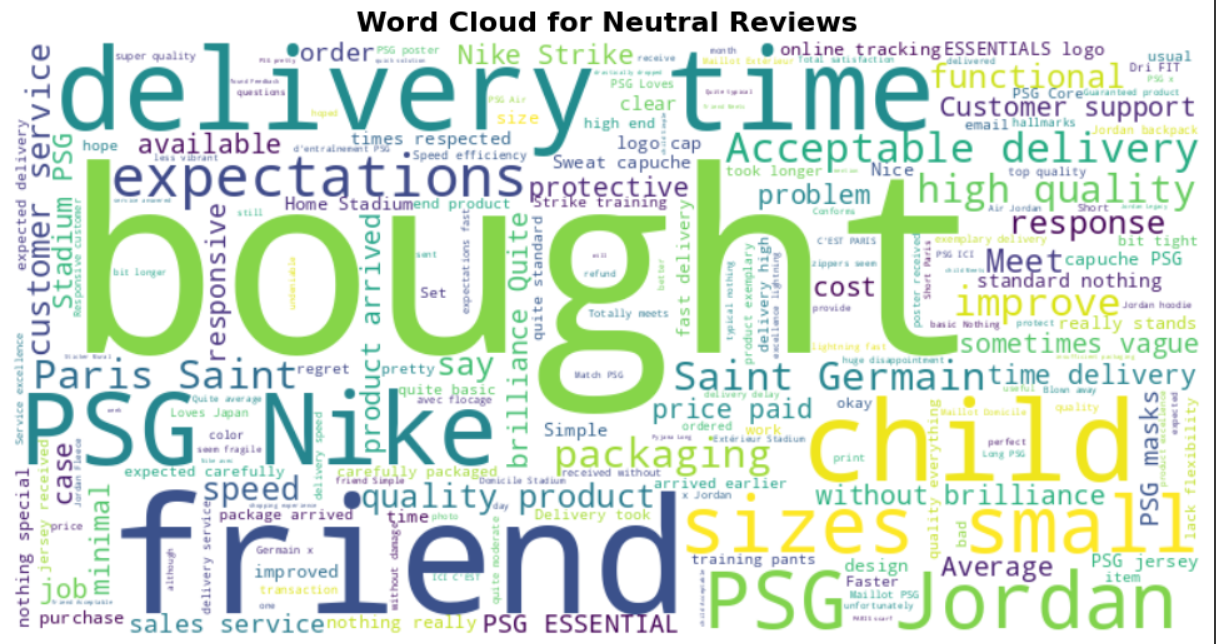 Word Cloud for Neutral Reviews
super quality
order
PSG poster
Nike Strike
receive
month
online tracking
ESSENTIALS logo
usual
delivery time
Maillot Extérieur
Total satisfaction
delivered
Dri FIT
questions
PSG Loves
functional
PSG x
PSG Air
clear
PSG Core
Guaranteed product
hoped
size
high end
Customer support
email
hallmarks
Jordan backpack
customer service
expected delivery
Stadium PSG
hope
available
times respected
logo cap
less vibrant
d'entrainement PSG
Speed efficiency
Sweat capuche
Acceptable delivery
expectations
protective
took longer
Nice
top quality
problem
high quality
Home Stadium
end product
Strike training
Air Jordan
Short
response
bought
Responsive customer
responsive
still
product arrived
brilliance Quite
quite standard
fast delivery
Conforms
C'EST PARIS
exemplary delivery
bit tight
PSG ICI
Meet
capuche PSG
bit longer
undeniable
sent
expectations fast
refund
better
typical nothing
product exemplary
delivery high
zippers seem
poster received
Short Paris
standard nothing
Set
Totally meets
cost
provide
improve
Jordan hoodie
basic Nothing
protect
really stands
lightning fast
sometimes vague
huge disappointment
Service excellence
Paris Saint
regret
pretty
say
Match PSG
Saint Germain
time delivery
delivery delay
useful
Blown away
PSG Nike
Quite average
quite basic
avec flocage
price paid
okay
child
Maillot Domicile
quality
expected
Loves Japan
ordered
Simple
work
color
seem fragile
Pyjama Long
Extérieur Stadium
perfect
Long PSG
PSG masks
jersey received
case
Jordan Fleece
delivery speed
packaging
print
quality everything
lack flexibility
expected carefully
carefully packaged
received without
arrived earlier
friend Simple
Domicile Stadium
speed
quality product
x Jordan
without brilliance
nothing special
price
minimal
package arrived
time
photo
day
Delivery took
sizes small
bad
friend
although
delivery service
Germain x
without damage
quite moderate
training pants
design
Average
PSG jersey
item
job
improved
ICI C'EST
transaction
Faster
Maillot PSG
unfortunately
PSG Jordan
one
purchase
sales service
nothing really
PSG ESSENTIAL
PARIS scarf